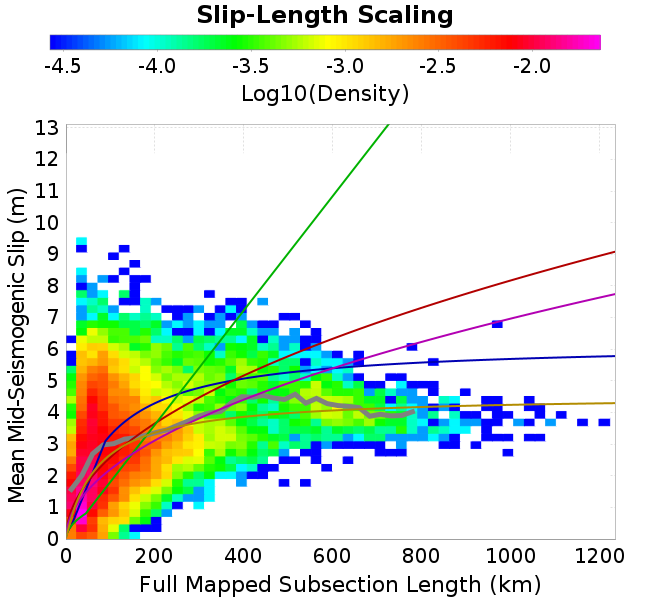 Slip-Length Scaling
-4.5 -4.0 -3.5 -3.0 -2.5 -2.0
Log10(Density)
Mean Mid-Seismogenic Slip (m)
13
12
11
10
9
8
7
6
5
4
3
2
1
0
0 200 400 600 800 1000 1200
Full Mapped Subsection Length (km)